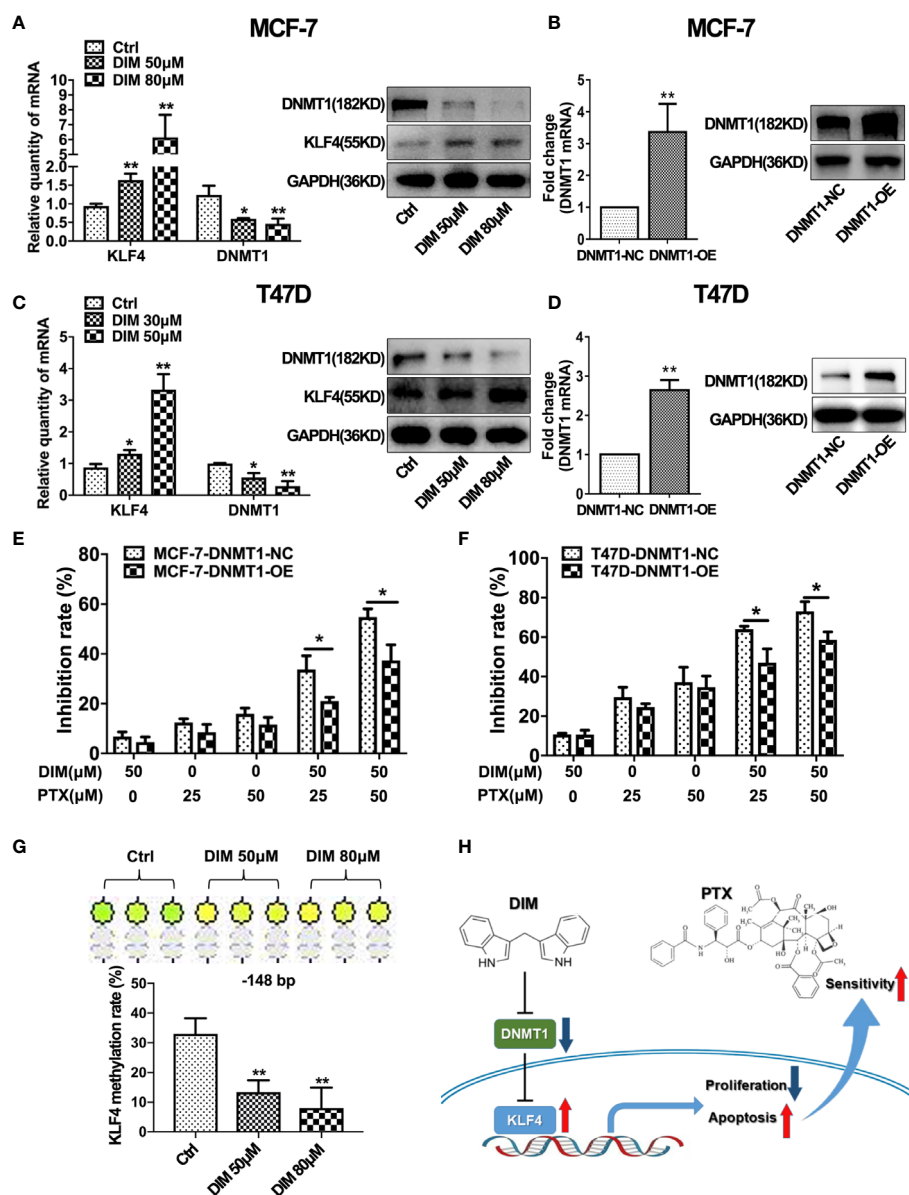 A
MCF-7
Ctrl
DIM 50μM
DIM 80μM
Relative quantity of mRNA
10
9
8
7
6
5
2.0
1.5
1.0
0.5
0.0
** ** * **
KLF4 DNMT1
DNMT1(182KD)
KLF4(55KD)
GAPDH(36KD)
Ctrl DIM 50μM DIM 80μM
B
MCF-7
Fold change
(DNMT1 mRNA)
5
4
3
2
1
0
**
DNMT1-NC DNMT1-OE
DNMT1(182KD)
GAPDH(36KD)
DNMT1-NC DNMT1-OE
C
T47D
Ctrl
DIM 30μM
DIM 50μM
Relative quantity of mRNA
5
4
3
2
1
0
* ** * **
KLF4 DNMT1
DNMT1(182KD)
KLF4(55KD)
GAPDH(36KD)
Ctrl DIM 50μM DIM 80μM
D
T47D
Fold change
(DNMT1 mRNA)
4
3
2
1
0
**
DNMT1-NC DNMT1-OE
DNMT1(182KD)
GAPDH(36KD)
DNMT1-NC DNMT1-OE
E
MCF-7-DNMT1-NC
MCF-7-DNMT1-OE
Inhibition rate (%)
80
60
40
20
0
* *
DIM(μM) 50 0 0 50 50
PTX(μM) 0 25 50 25 50
F
T47D-DNMT1-NC
T47D-DNMT1-OE
Inhibition rate (%)
100
80
60
40
20
0
* *
DIM(μM) 50 0 0 50 50
PTX(μM) 0 25 50 25 50
G
Ctrl DIM 50μM DIM 80μM
-148 bp
KLF4 methylation rate (%)
50
40
30
20
10
0
** **
Ctrl DIM 50μM DIM 80μM
H
DIM
NH NH
PTX
DNMT1
KLF4
Proliferation
Apoptosis
Sensitivity